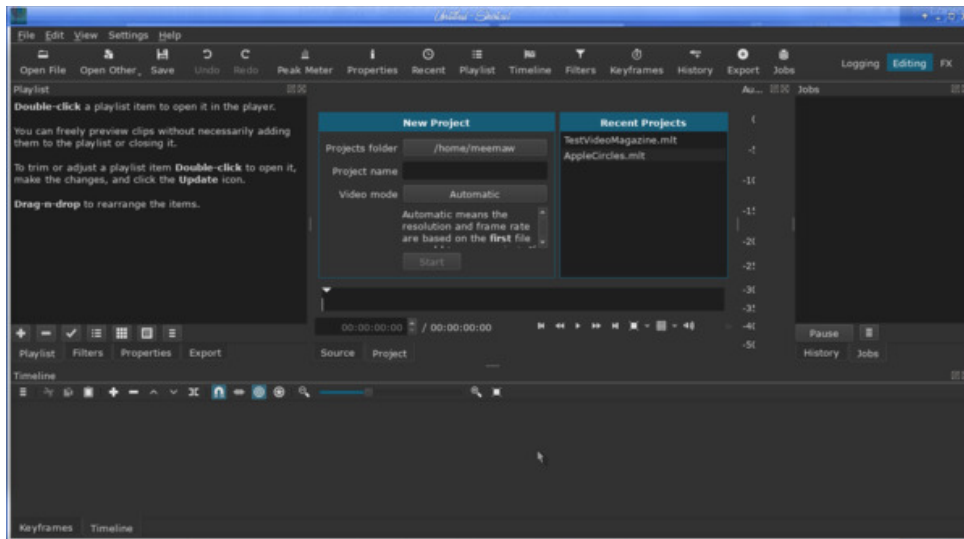 Untitled - Shotcut
File Edit View Settings Help
Open File Open Other. Save Undo Redo Peak Meter Properties Recent Playlist Timeline Filters Keyframes History Export Jobs
Logging Editing FX
Playlist
Double-click a playlist item to open it in the player.
You can freely preview clips without necessarily adding
them to the playlist or closing it.
To trim or adjust a playlist item Double-click to open it,
make the changes, and click the Update icon.
Drag-n-drop to rearrange the items.
Playlist Filters Properties Export
New Project
Projects folder /home/meemaw
Project name
Video mode Automatic
Automatic means the
resolution and frame rate
are based on the first file
Start
Recent Projects
TestVideoMagazine.mlt
AppleCircles.mlt
00:00:00:00 / 00:00:00:00
Source Project
Au...
-20
-30
Jobs
Pause
History Jobs
Timeline
Keyframes Timeline